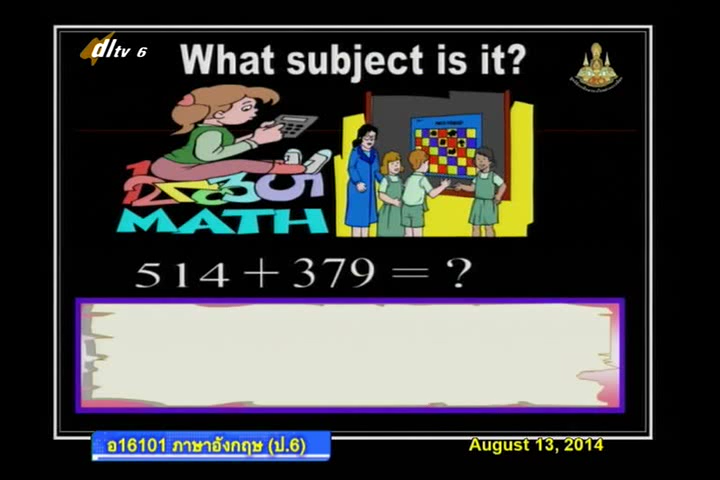 dltv 6
What subject is it?
12345
MATH
514 + 379 = ?
อ16101 ภาษาอังกฤษ (ป.6)
August 13, 2014